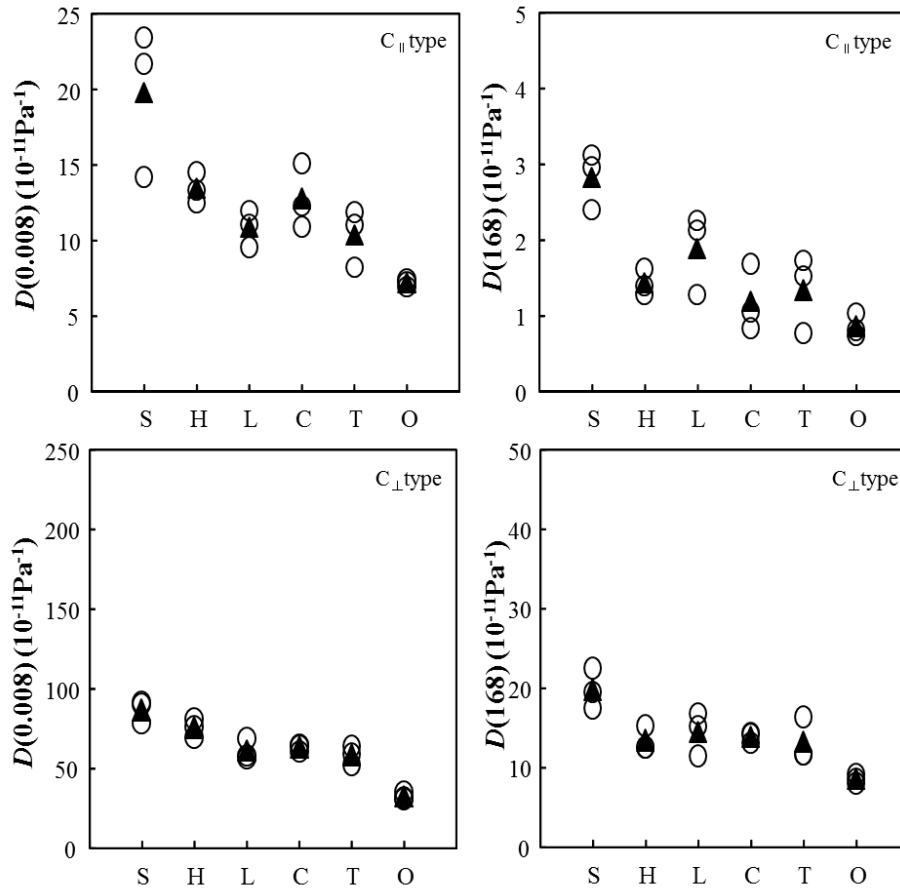 25
20
15
10
5
0
D(0.008) (10⁻¹¹Pa⁻¹)
C∥ type
S H L C T O
5
4
3
2
1
0
D(168) (10⁻¹¹Pa⁻¹)
C∥ type
S H L C T O
250
200
150
100
50
0
D(0.008) (10⁻¹¹Pa⁻¹)
C⊥ type
S H L C T O
50
40
30
20
10
0
D(168) (10⁻¹¹Pa⁻¹)
C⊥ type
S H L C T O